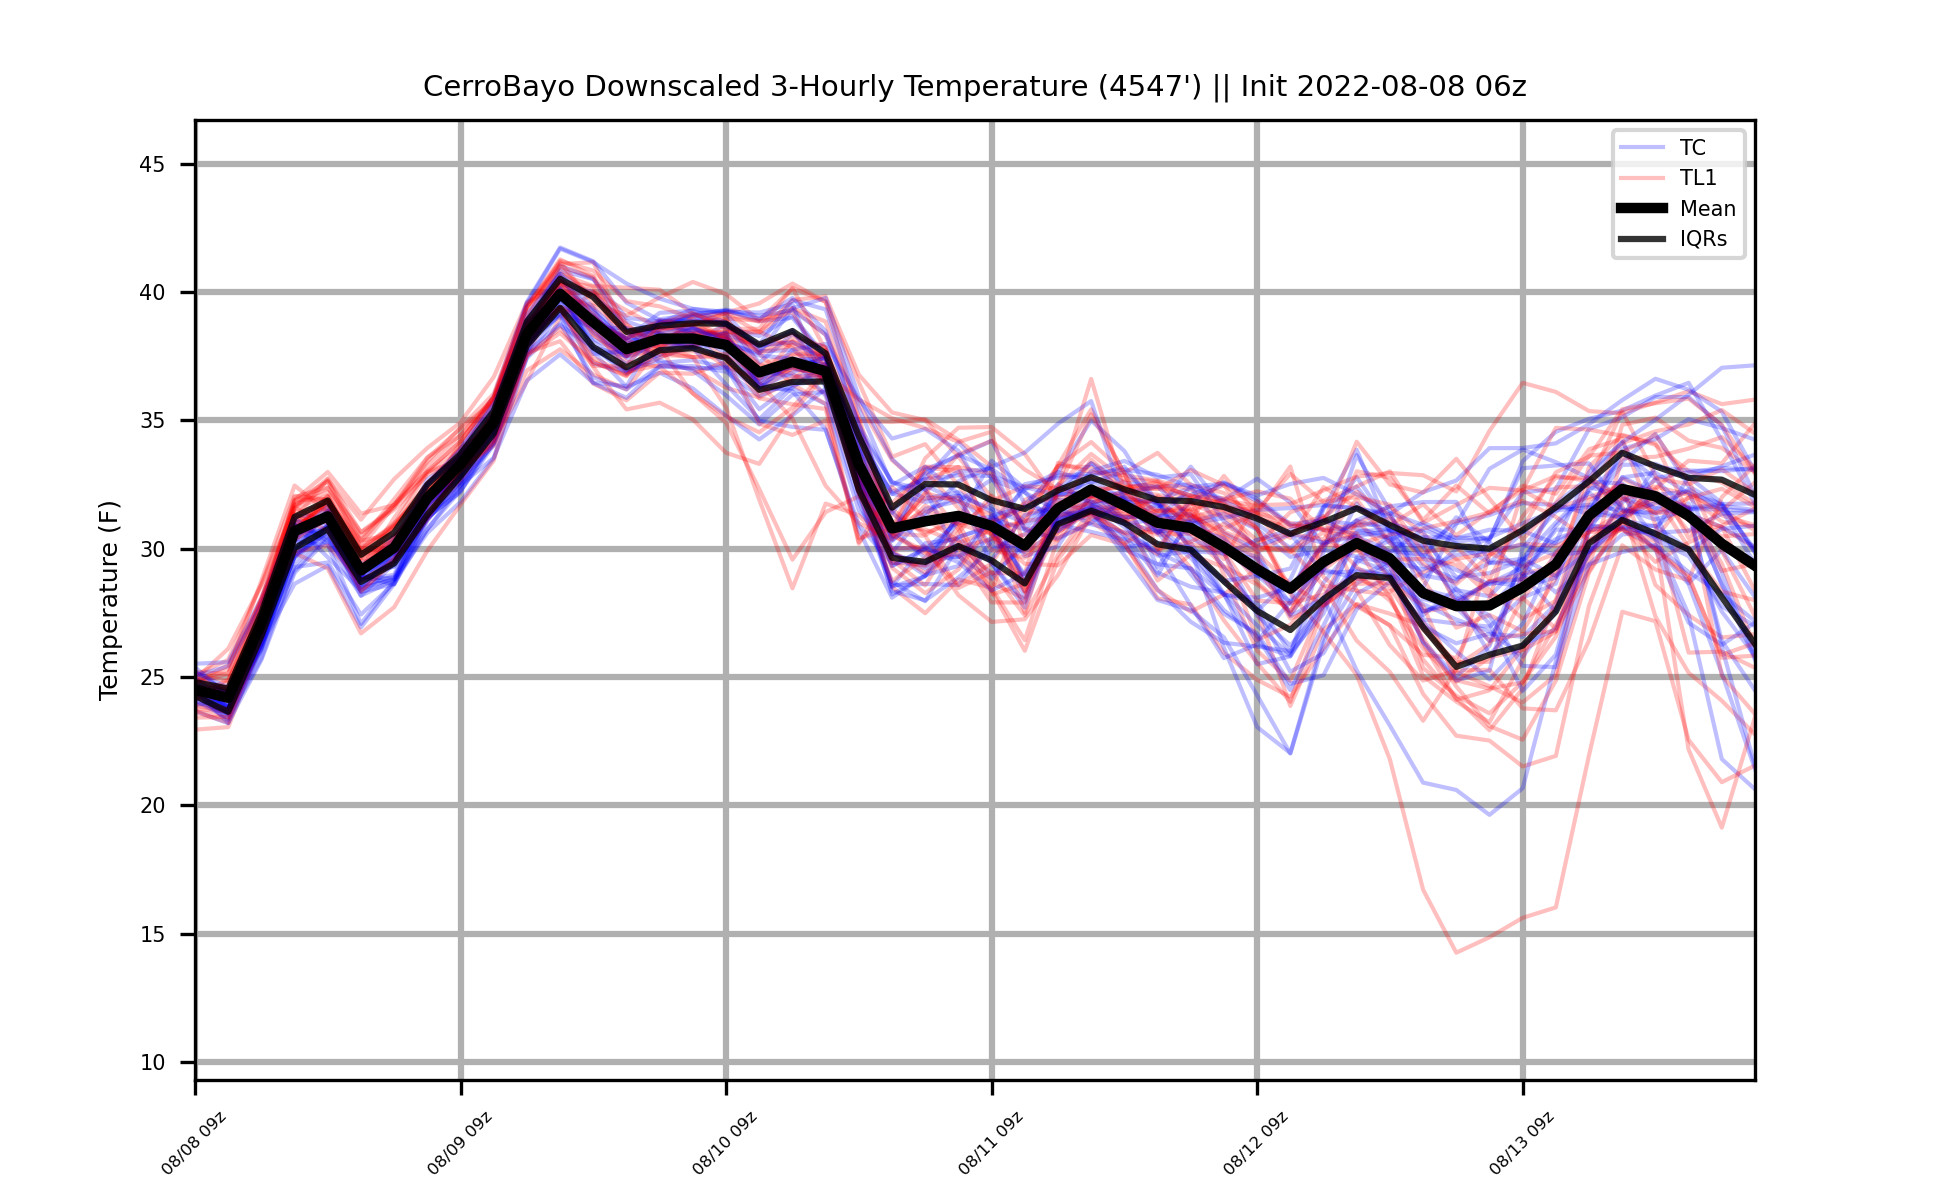 CerroBayo Downscaled 3-Hourly Temperature (4547') || Init 2022-08-08 06z
TC
TL1
Mean
IQRs
Temperature (F)
45
40
35
30
25
20
15
10
08/08 09z
08/09 09z
08/10 09z
08/11 09z
08/12 09z
08/13 09z